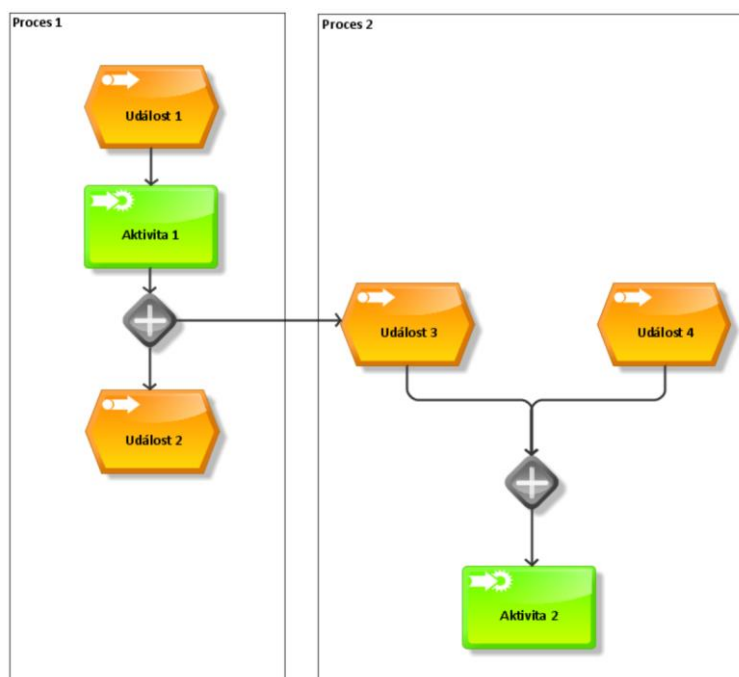 Proces 1
Proces 2
Událost 1
Aktivita 1
Událost 3
Událost 4
Událost 2
Aktivita 2